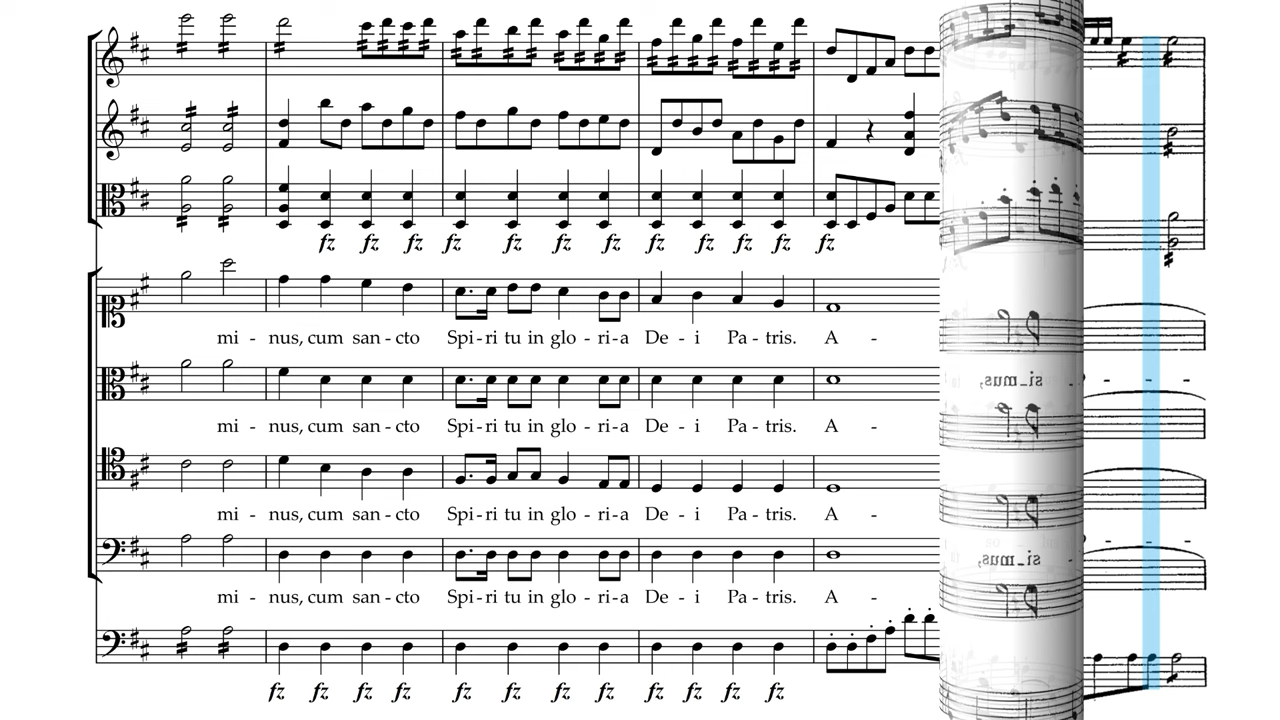 fz fz fz fz fz fz fz fz fz fz fz
mi - nus, cum san - cto Spi - ri tu in glo - ri - a De - i Pa - tris. A -
si_mus, - - -
mi - nus, cum san - cto Spi - ri tu in glo - ri - a De - i Pa - tris. A -
mi - nus, cum san - cto Spi - ri tu in glo - ri - a De - i Pa - tris. A -
- - -
si_mus,
mi - nus, cum san - cto Spi - ri tu in glo - ri - a De - i Pa - tris. A -
fz fz fz fz fz fz fz fz fz fz fz fz